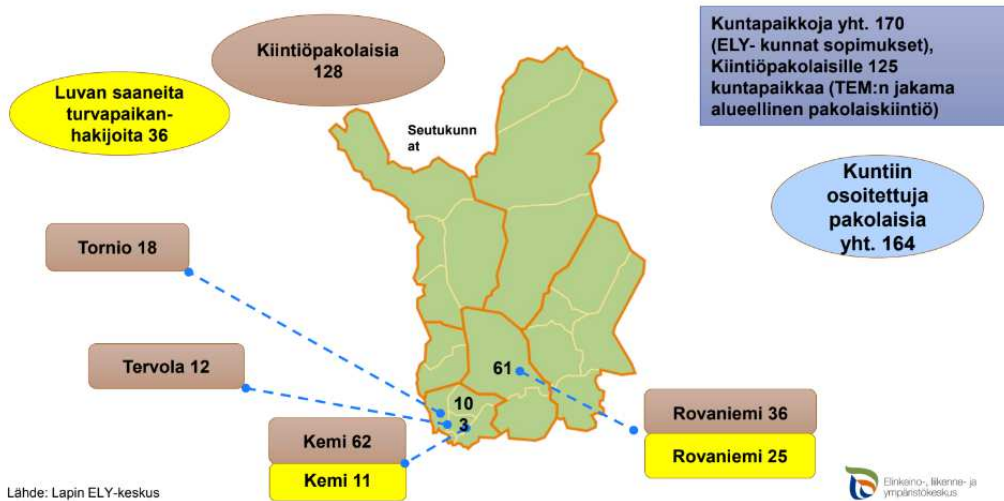 Kiintiöpakolaisia
128
Kuntapaikkoja yht. 170
(ELY- kunnat sopimukset),
Kiintiöpakolaisille 125
kuntapaikkaa (TEM:n jakama
alueellinen pakolaiskiintiö)
Luvan saaneita
turvapaikan-
hakijoita 36
Seutukunn
at
Kuntiin
osoitettuja
pakolaisia
yht. 164
Tornio 18
Tervola 12
61
10
3
Kemi 62
Kemi 11
Rovaniemi 36
Rovaniemi 25
Lähde: Lapin ELY-keskus
Elinkeino-, liikenne- ja
ympäristökeskus